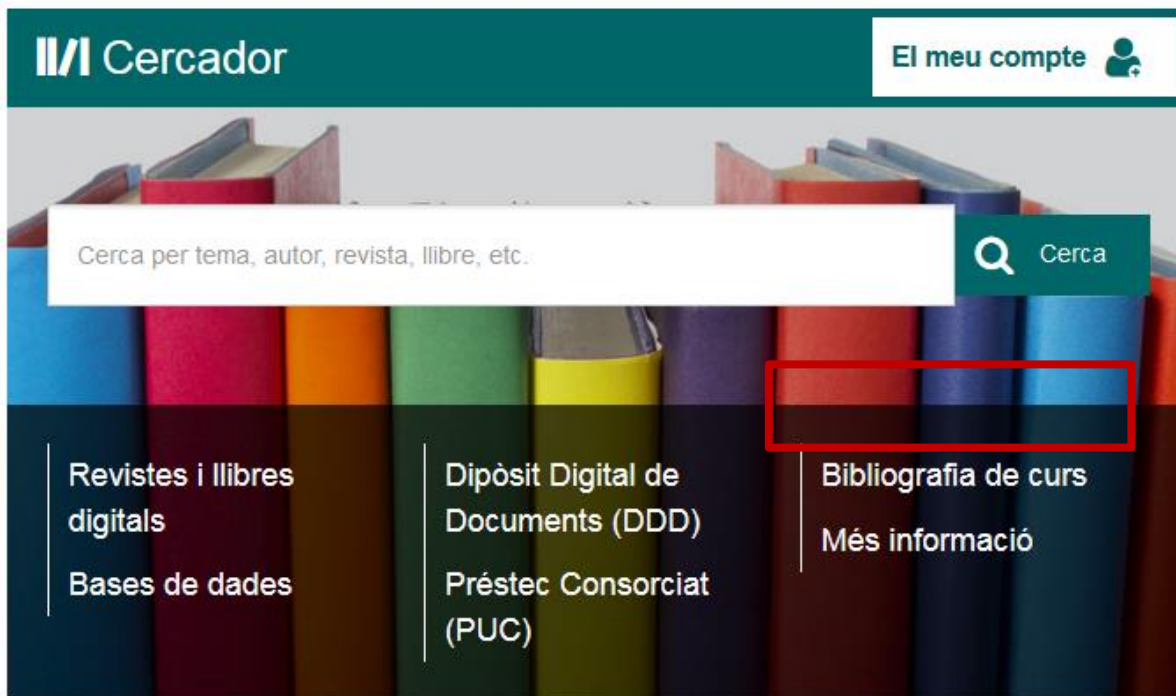 Cercador
El meu compte
Cerca per tema, autor, revista, llibre, etc.
Cerca
Revistes i llibres
digitals
Bases de dades
Dipòsit Digital de
Documents (DDD)
Préstec Consorciat
(PUC)
Bibliografia de curs
Més informació